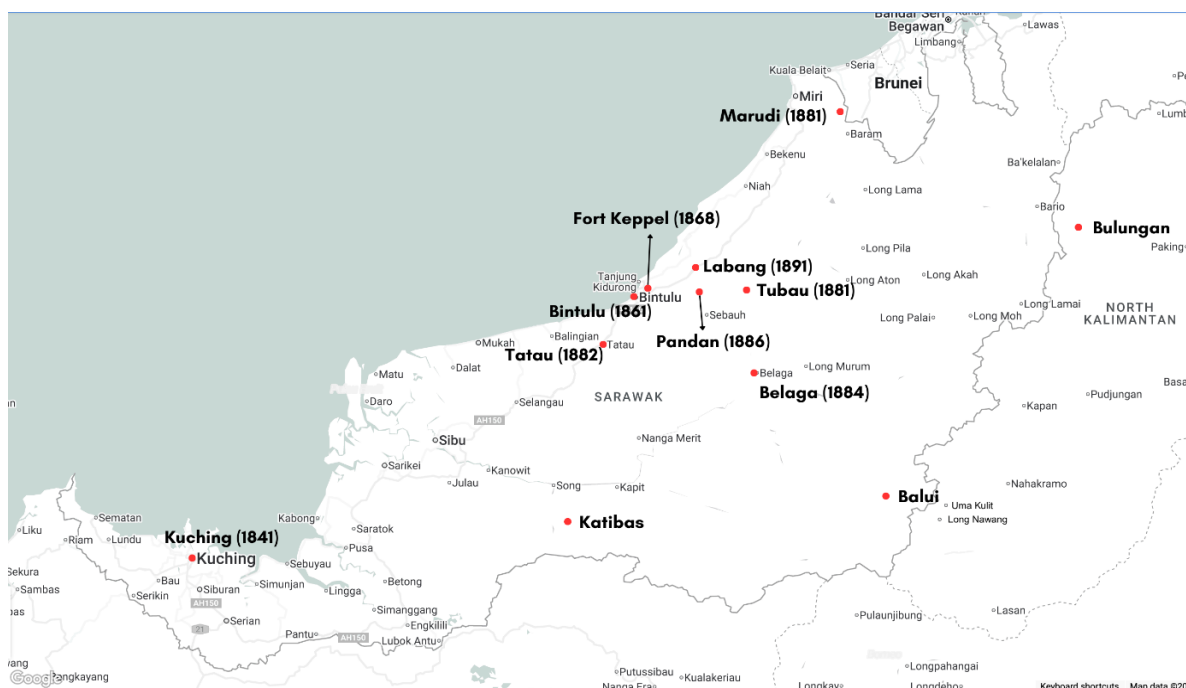 Bandar Seri
Begawan
Lawas
Limbang
Kuala Belait
Seria
Brunei
Miri
Marudi (1881)
Baram
Bekenu
Ba'kelalan
Niah
Long Lama
Bario
Fort Keppel (1868)
Bulungan
Long Pila
Paking
Labang (1891)
Tanjung
Kidurong
Long Aton
Long Akah
Bintulu
Tubau (1881)
Bintulu (1861)
Sebauh
Long Palai
Long Moh
Long Lamai
NORTH
KALIMANTAN
Mukah
Balingian
Tatau
Tatau (1882)
Pandan (1886)
Matu
Dalat
Belaga
Long Murum
Belaga (1884)
Daro
Selangau
SARAWAK
Kapan
Pudjungan
AH150
Sibu
Nanga Merit
Sarikei
Kanowit
Julau
Song
Kapit
Nahakramo
Balui
Uma Kulit
Long Nawang
Sematan
Kabong
Katibas
Liku
Riam
Lundu
Kuching (1841)
Saratok
Kuching
Pusa
Sebuyau
Bau
Betong
Sambas
Serikin
Siburan
Simunjan
Lingga
AH150
Simanggang
Lasan
Pulaunjibung
Serian
21
Engkilili
Pantu
AH150
Lubok Antu
Longpahangai
Putussibau
Kualakeriau
Google
Keyboard shortcuts
Map data